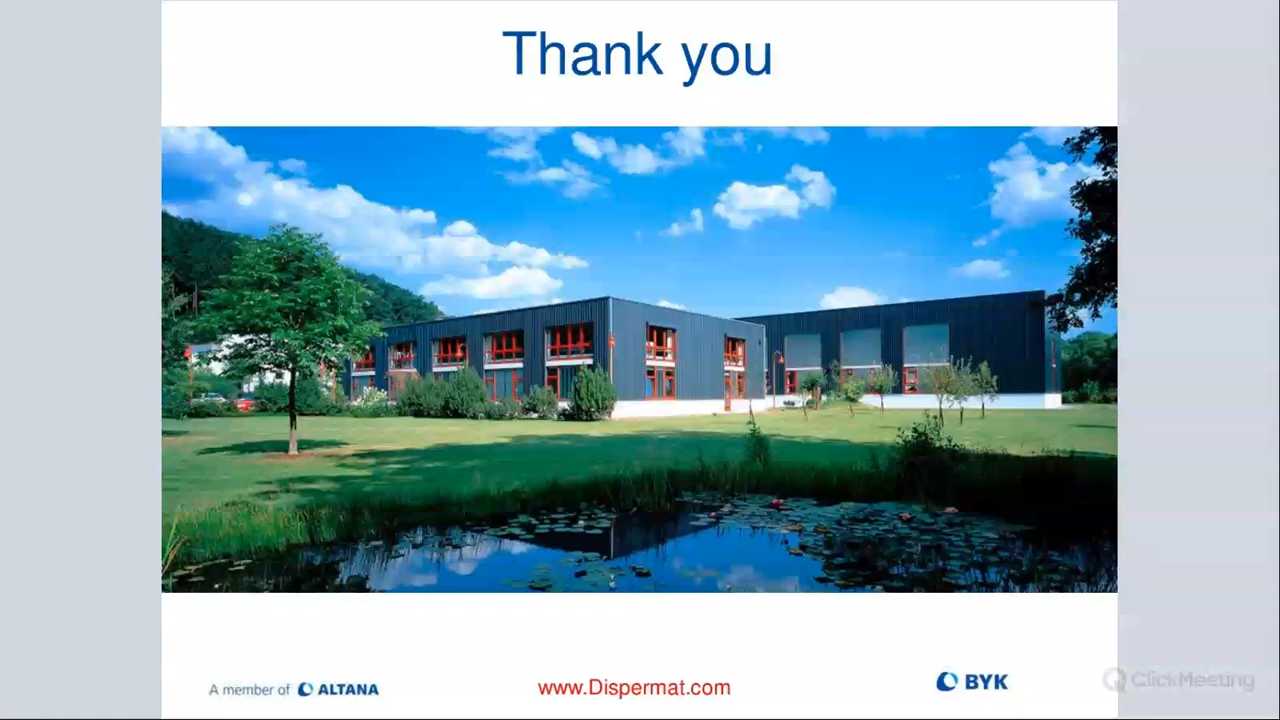 Thank you
A member of ALTANA
www.Dispermat.com
BYK
ClickMeeting